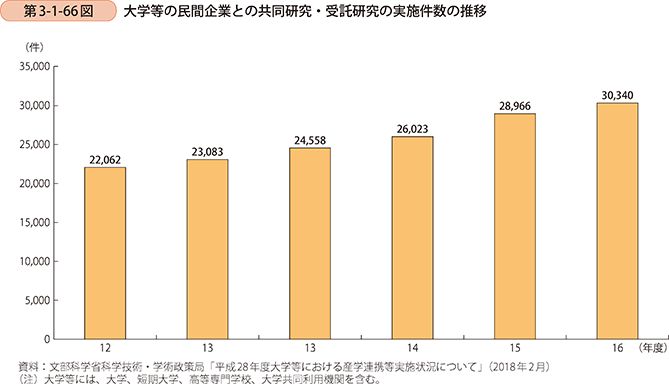 第3-1-66図 大学等の民間企業との共同研究・受託研究の実施件数の推移
(件)
35,000
30,000
25,000
20,000
15,000
10,000
5,000
0
22,062 23,083 24,558 26,023 28,966 30,340
12 13 13 14 15 16 (年度)
資料:文部科学省科学技術・学術政策局「平成28年度大学等における産学連携等実施状況について」(2018年2月)
(注) 大学等には、大学、短期大学、高等専門学校、大学共同利用機関を含む。